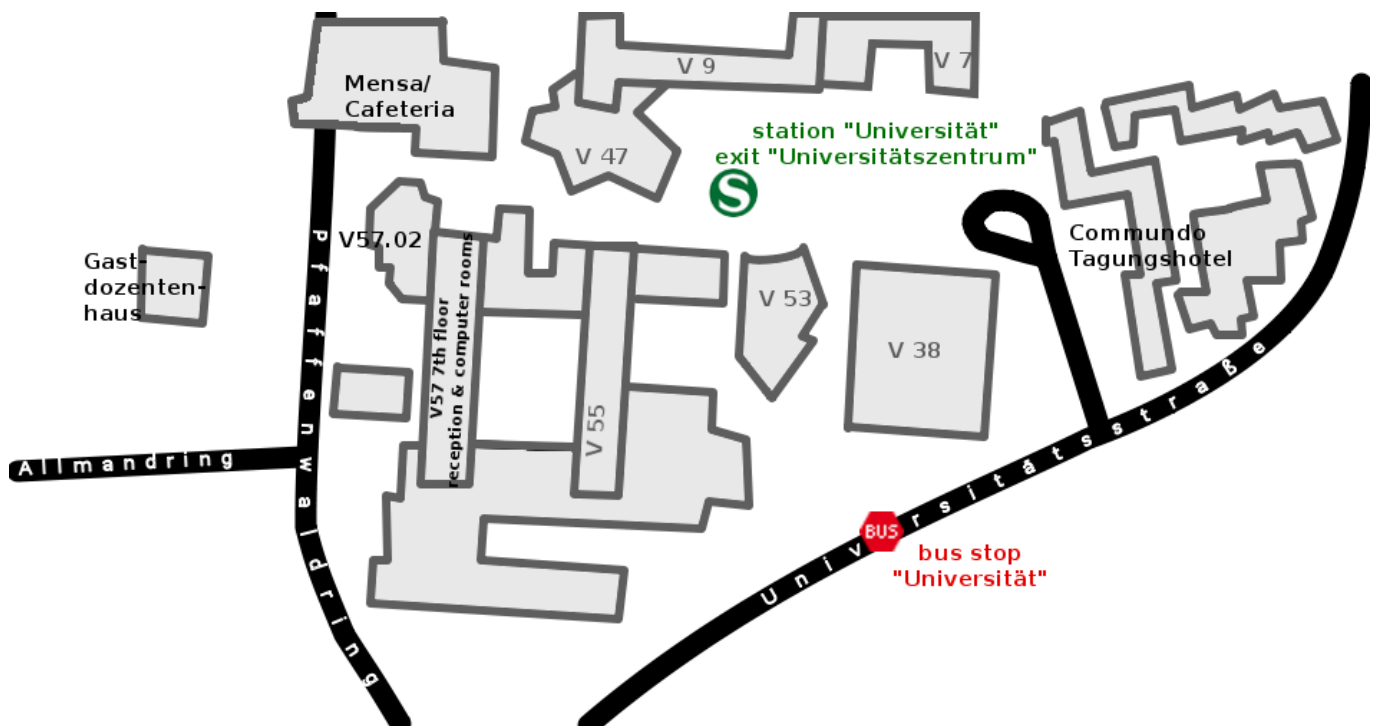 Mensa/
Cafeteria
V 9
V 7
V 47
station "Universität"
exit "Universitätszentrum"
S
V57.02
Gast-
dozenten-
haus
Commundo
Tagungshotel
V57 7th floor
reception & computer rooms
V 53
V 38
V 55
Pfaffenwaldring
Allmandring
Universitätsstraße
BUS
bus stop
"Universität"